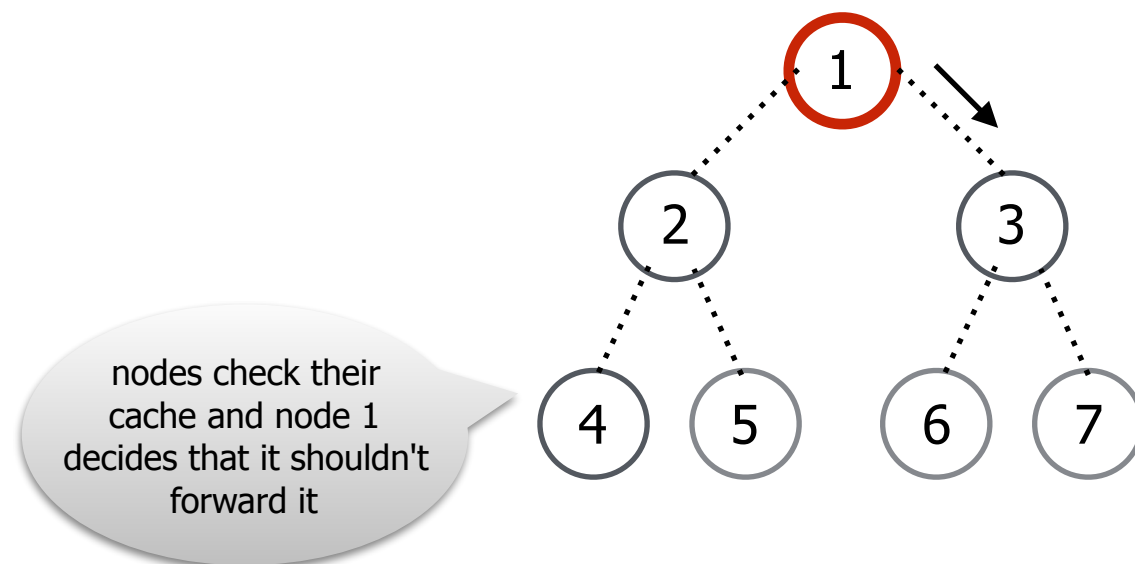 1
2
3
nodes check their
cache and node 1
decides that it shouldn't
forward it
4
5
6
7